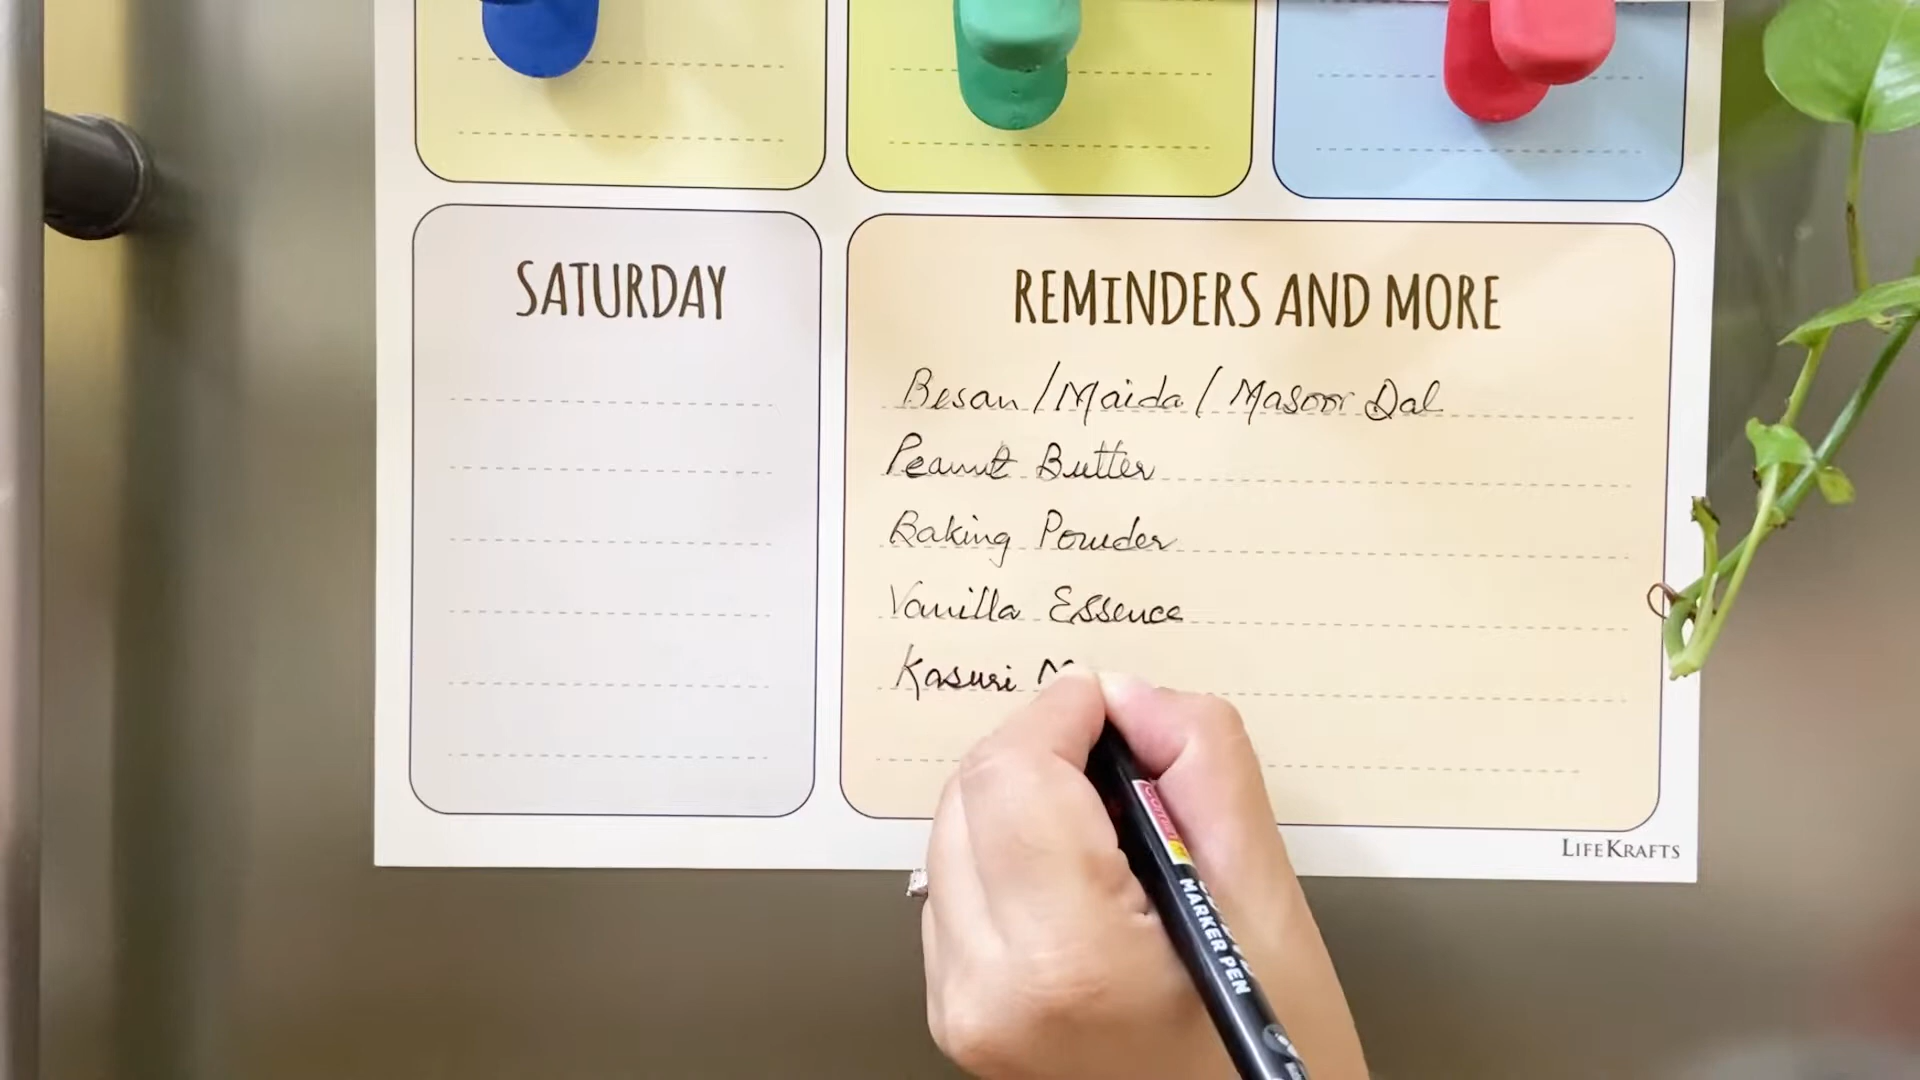 SATURDAY
REMINDERS AND MORE
Besan/Maida/Masoor Dal
Peanut Butter
Baking Powder
Vanilla Essence
Kasuri M
LIFEKRAFTS
MARKER PEN